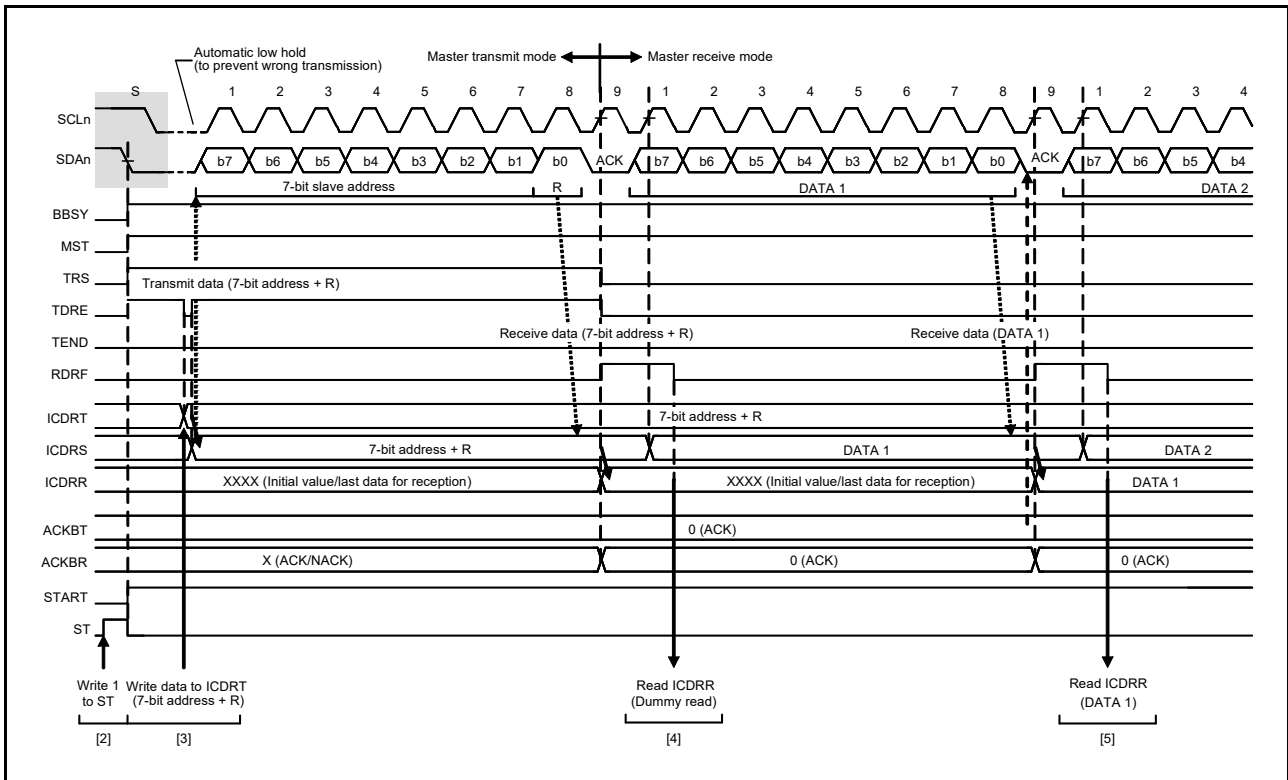 Automatic low hold
(to prevent wrong transmission)
Master transmit mode
Master receive mode
S 1 2 3 4 5 6 7 8 9 1 2 3 4 5 6 7 8 9 1 2 3 4
SCLn
SDAn b7 b6 b5 b4 b3 b2 b1 b0 ACK b7 b6 b5 b4 b3 b2 b1 b0 ACK b7 b6 b5 b4
7-bit slave address R DATA 1 DATA 2
BBSY
MST
TRS
Transmit data (7-bit address + R)
TDRE
Receive data (7-bit address + R) Receive data (DATA 1)
TEND
RDRF
ICDRT 7-bit address + R
ICDRS 7-bit address + R DATA 1 DATA 2
ICDRR XXXX (Initial value/last data for reception) XXXX (Initial value/last data for reception) DATA 1
ACKBT 0 (ACK)
ACKBR X (ACK/NACK) 0 (ACK) 0 (ACK)
START
ST
Write 1
to ST
Write data to ICDRT
(7-bit address + R)
Read ICDRR
(Dummy read)
Read ICDRR
(DATA 1)
[2] [3] [4] [5]